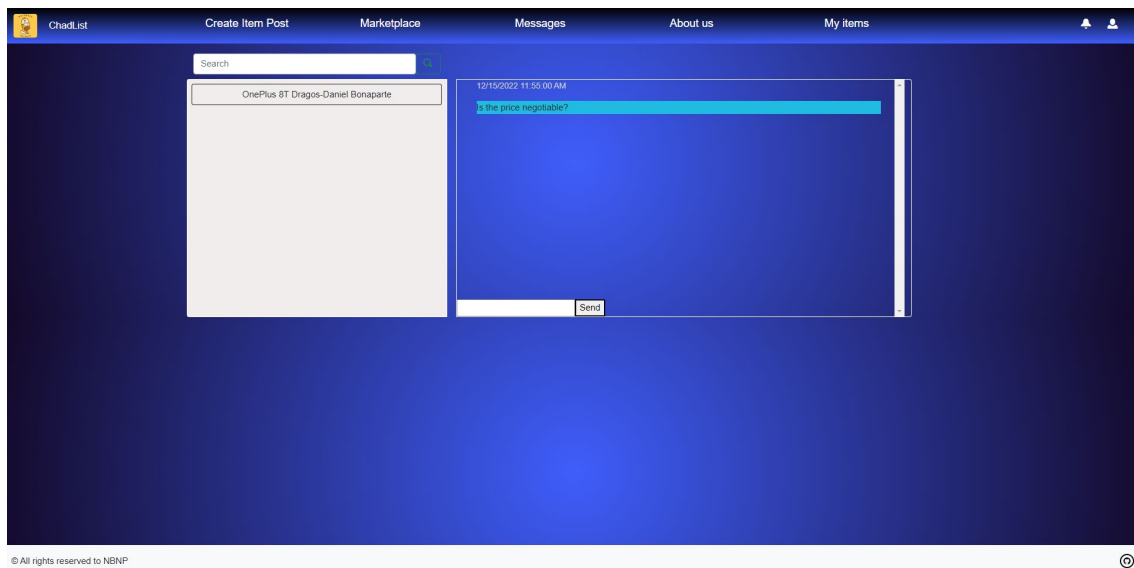 ChadList
Create Item Post
Marketplace
Messages
About us
My items
Search
OnePlus 8T Dragos-Daniel Bonaparte
12/15/2022 11:55:00 AM
Is the price negotiable?
Send
© All rights reserved to NBNP